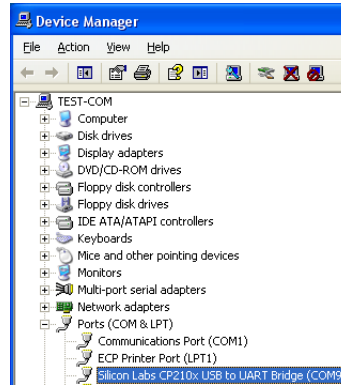 Device Manager
File Action View Help
TEST-COM
Computer
Disk drives
Display adapters
DVD/CD-ROM drives
Floppy disk controllers
Floppy disk drives
IDE ATA/ATAPI controllers
Keyboards
Mice and other pointing devices
Monitors
Multi-port serial adapters
Network adapters
Ports (COM & LPT)
Communications Port (COM1)
ECP Printer Port (LPT1)
Silicon Labs CP210x USB to UART Bridge (COM9